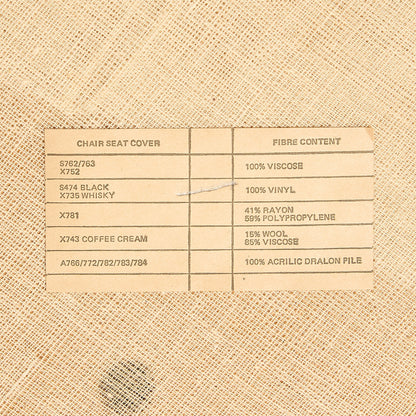 CHAIR SEAT COVER FIBRE CONTENT
S762/763
X752 100% VISCOSE
S474 BLACK
X735 WHISKY 100% VINYL
X781 41% RAYON
59% POLYPROPYLENE
X743 COFFEE CREAM 15% WOOL
85% VISCOSE
A766/772/782/783/784 100% ACRILIC DRALON PILE